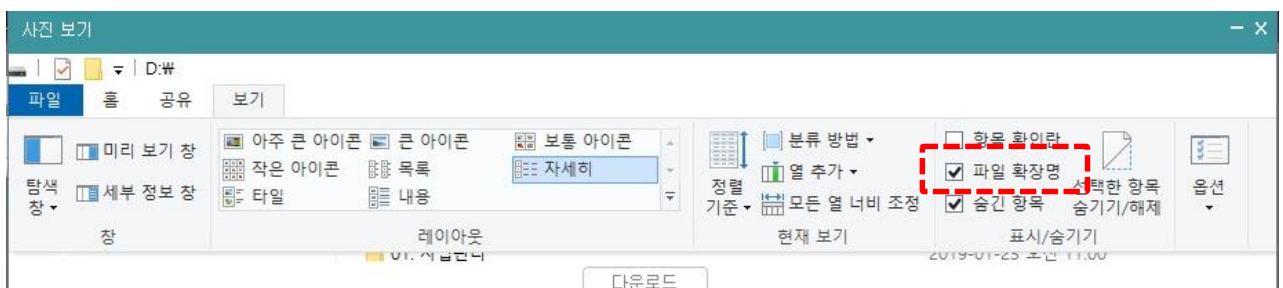 사진 보기
D:₩
파일 홈 공유 보기
탐색 창
미리 보기 창
세부 정보 창
창
아주 큰 아이콘 큰 아이콘 보통 아이콘
작은 아이콘 목록 자세히
타일 내용
레이아웃
정렬 기준
분류 방법
열 추가
모든 열 너비 조정
현재 보기
항목 확인란
파일 확장명
숨긴 항목
선택한 항목
숨기기/해제
표시/숨기기
옵션
다운로드